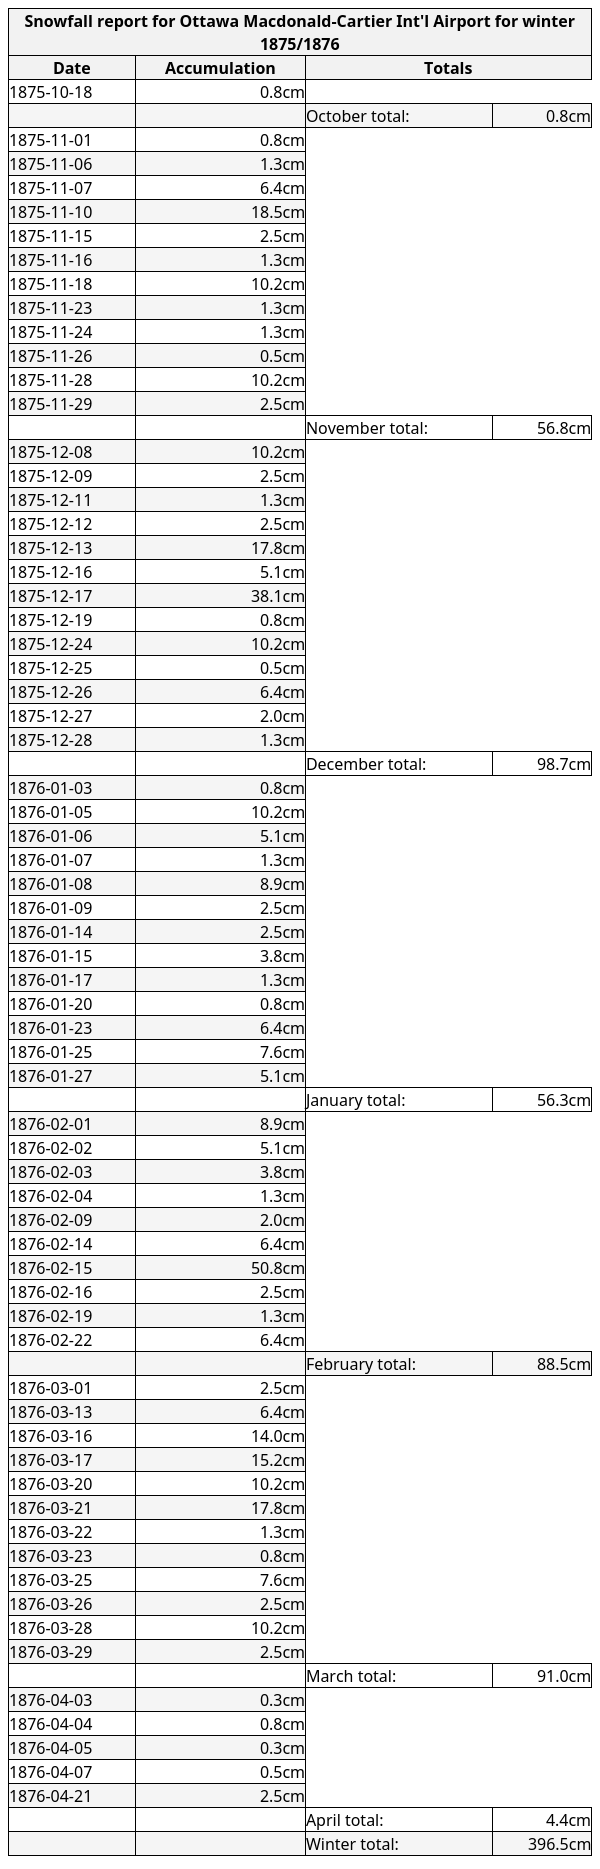 Snowfall report for Ottawa Macdonald-Cartier Int'l Airport for winter
1875/1876
Date Accumulation Totals
1875-10-18 0.8cm
October total: 0.8cm
1875-11-01 0.8cm
1875-11-06 1.3cm
1875-11-07 6.4cm
1875-11-10 18.5cm
1875-11-15 2.5cm
1875-11-16 1.3cm
1875-11-18 10.2cm
1875-11-23 1.3cm
1875-11-24 1.3cm
1875-11-26 0.5cm
1875-11-28 10.2cm
1875-11-29 2.5cm
November total: 56.8cm
1875-12-08 10.2cm
1875-12-09 2.5cm
1875-12-11 1.3cm
1875-12-12 2.5cm
1875-12-13 17.8cm
1875-12-16 5.1cm
1875-12-17 38.1cm
1875-12-19 0.8cm
1875-12-24 10.2cm
1875-12-25 0.5cm
1875-12-26 6.4cm
1875-12-27 2.0cm
1875-12-28 1.3cm
December total: 98.7cm
1876-01-03 0.8cm
1876-01-05 10.2cm
1876-01-06 5.1cm
1876-01-07 1.3cm
1876-01-08 8.9cm
1876-01-09 2.5cm
1876-01-14 2.5cm
1876-01-15 3.8cm
1876-01-17 1.3cm
1876-01-20 0.8cm
1876-01-23 6.4cm
1876-01-25 7.6cm
1876-01-27 5.1cm
January total: 56.3cm
1876-02-01 8.9cm
1876-02-02 5.1cm
1876-02-03 3.8cm
1876-02-04 1.3cm
1876-02-09 2.0cm
1876-02-14 6.4cm
1876-02-15 50.8cm
1876-02-16 2.5cm
1876-02-19 1.3cm
1876-02-22 6.4cm
February total: 88.5cm
1876-03-01 2.5cm
1876-03-13 6.4cm
1876-03-16 14.0cm
1876-03-17 15.2cm
1876-03-20 10.2cm
1876-03-21 17.8cm
1876-03-22 1.3cm
1876-03-23 0.8cm
1876-03-25 7.6cm
1876-03-26 2.5cm
1876-03-28 10.2cm
1876-03-29 2.5cm
March total: 91.0cm
1876-04-03 0.3cm
1876-04-04 0.8cm
1876-04-05 0.3cm
1876-04-07 0.5cm
1876-04-21 2.5cm
April total: 4.4cm
Winter total: 396.5cm